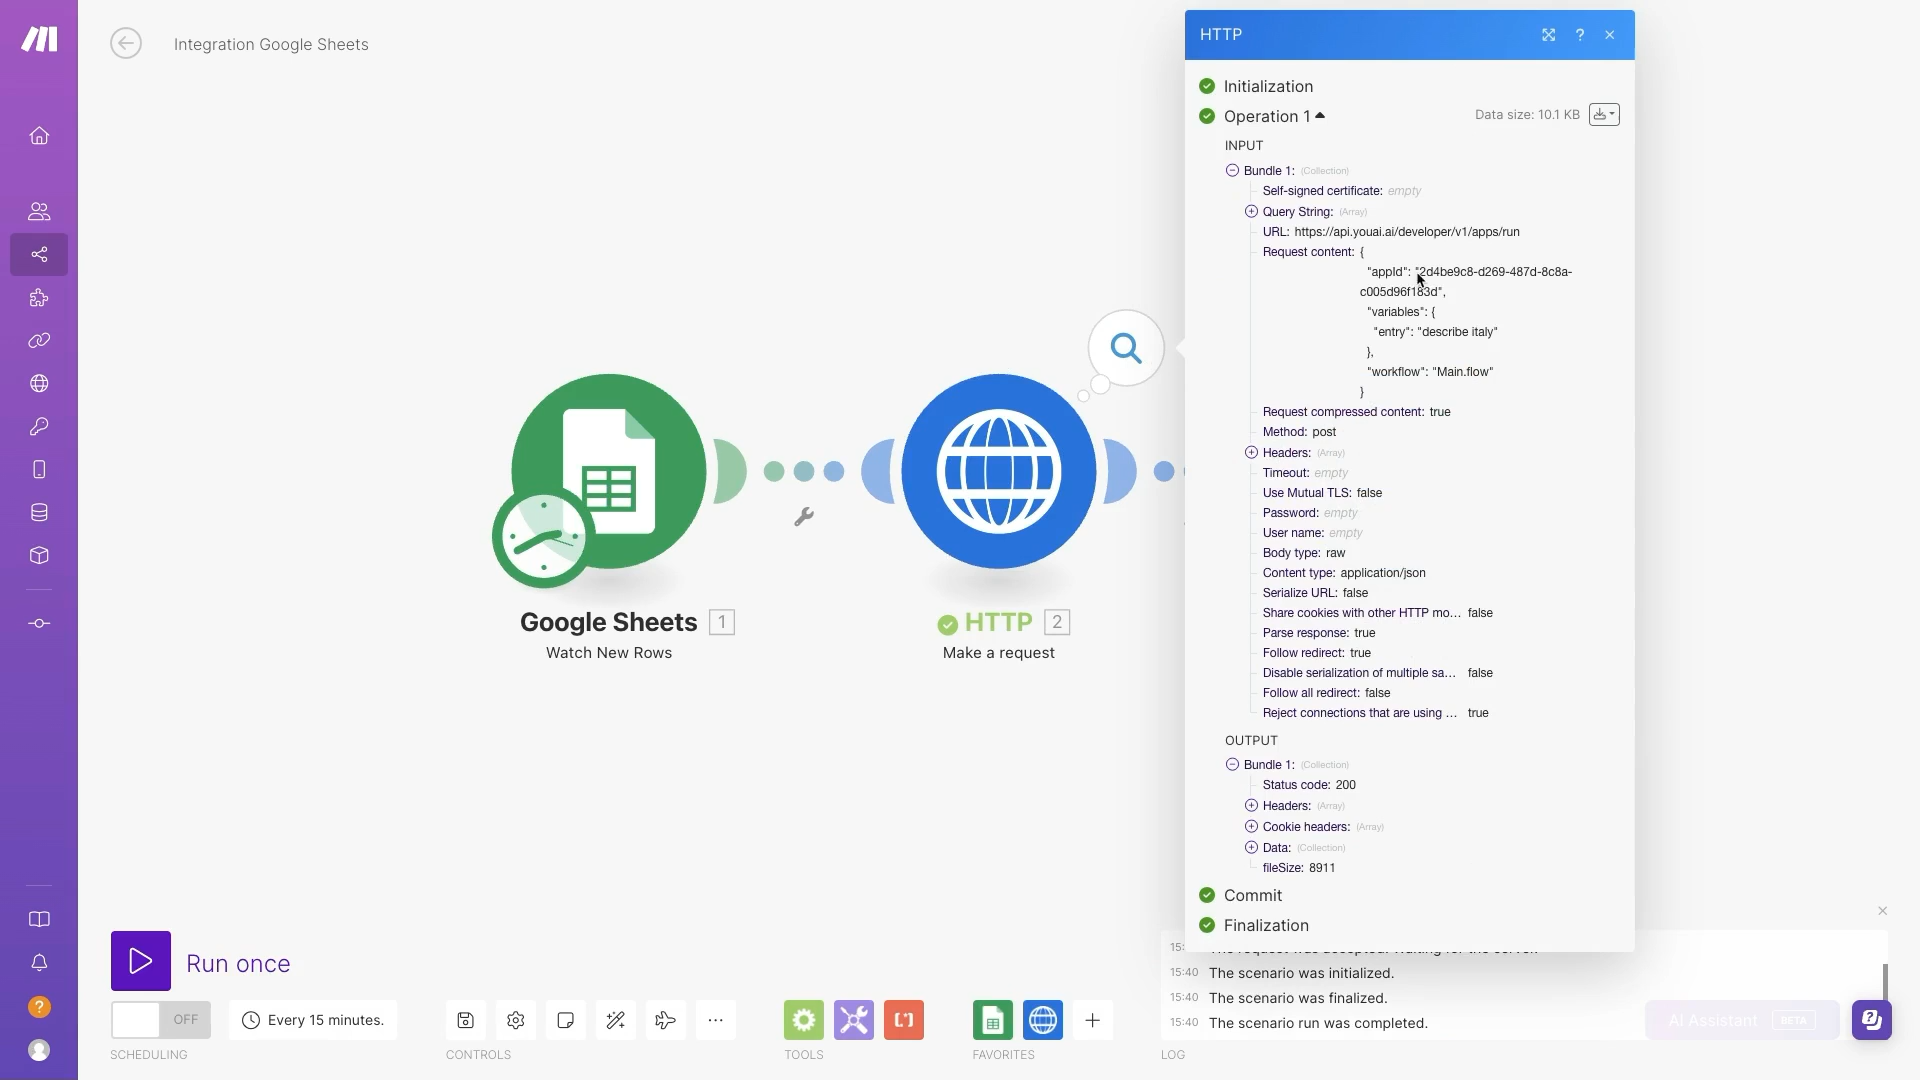 Integration Google Sheets
HTTP
?
Initialization
Operation 1
Data size: 10.1 KB
INPUT
Bundle 1: (Collection)
Self-signed certificate: empty
Query String: (Array)
URL: https://api.youai.ai/developer/v1/apps/run
Request content: {
"appId": "2d4be9c8-d269-487d-8c8a-
c005d96f183d",
"variables": {
"entry": "describe italy"
},
"workflow": "Main.flow"
}
Request compressed content: true
Method: post
Headers: (Array)
Timeout: empty
Use Mutual TLS: false
Password: empty
User name: empty
Body type: raw
Content type: application/json
Serialize URL: false
Share cookies with other HTTP mo... false
Parse response: true
Follow redirect: true
Disable serialization of multiple sa... false
Follow all redirect: false
Reject connections that are using ... true
OUTPUT
Bundle 1: (Collection)
Status code: 200
Headers: (Array)
Cookie headers: (Array)
Data: (Collection)
fileSize: 8911
Commit
Finalization
Google Sheets 1
Watch New Rows
HTTP 2
Make a request
Run once
OFF
Every 15 minutes.
SCHEDULING
CONTROLS
TOOLS
FAVORITES
LOG
15:40 The scenario was initialized.
15:40 The scenario was finalized.
15:40 The scenario run was completed.
AI Assistant BETA
?